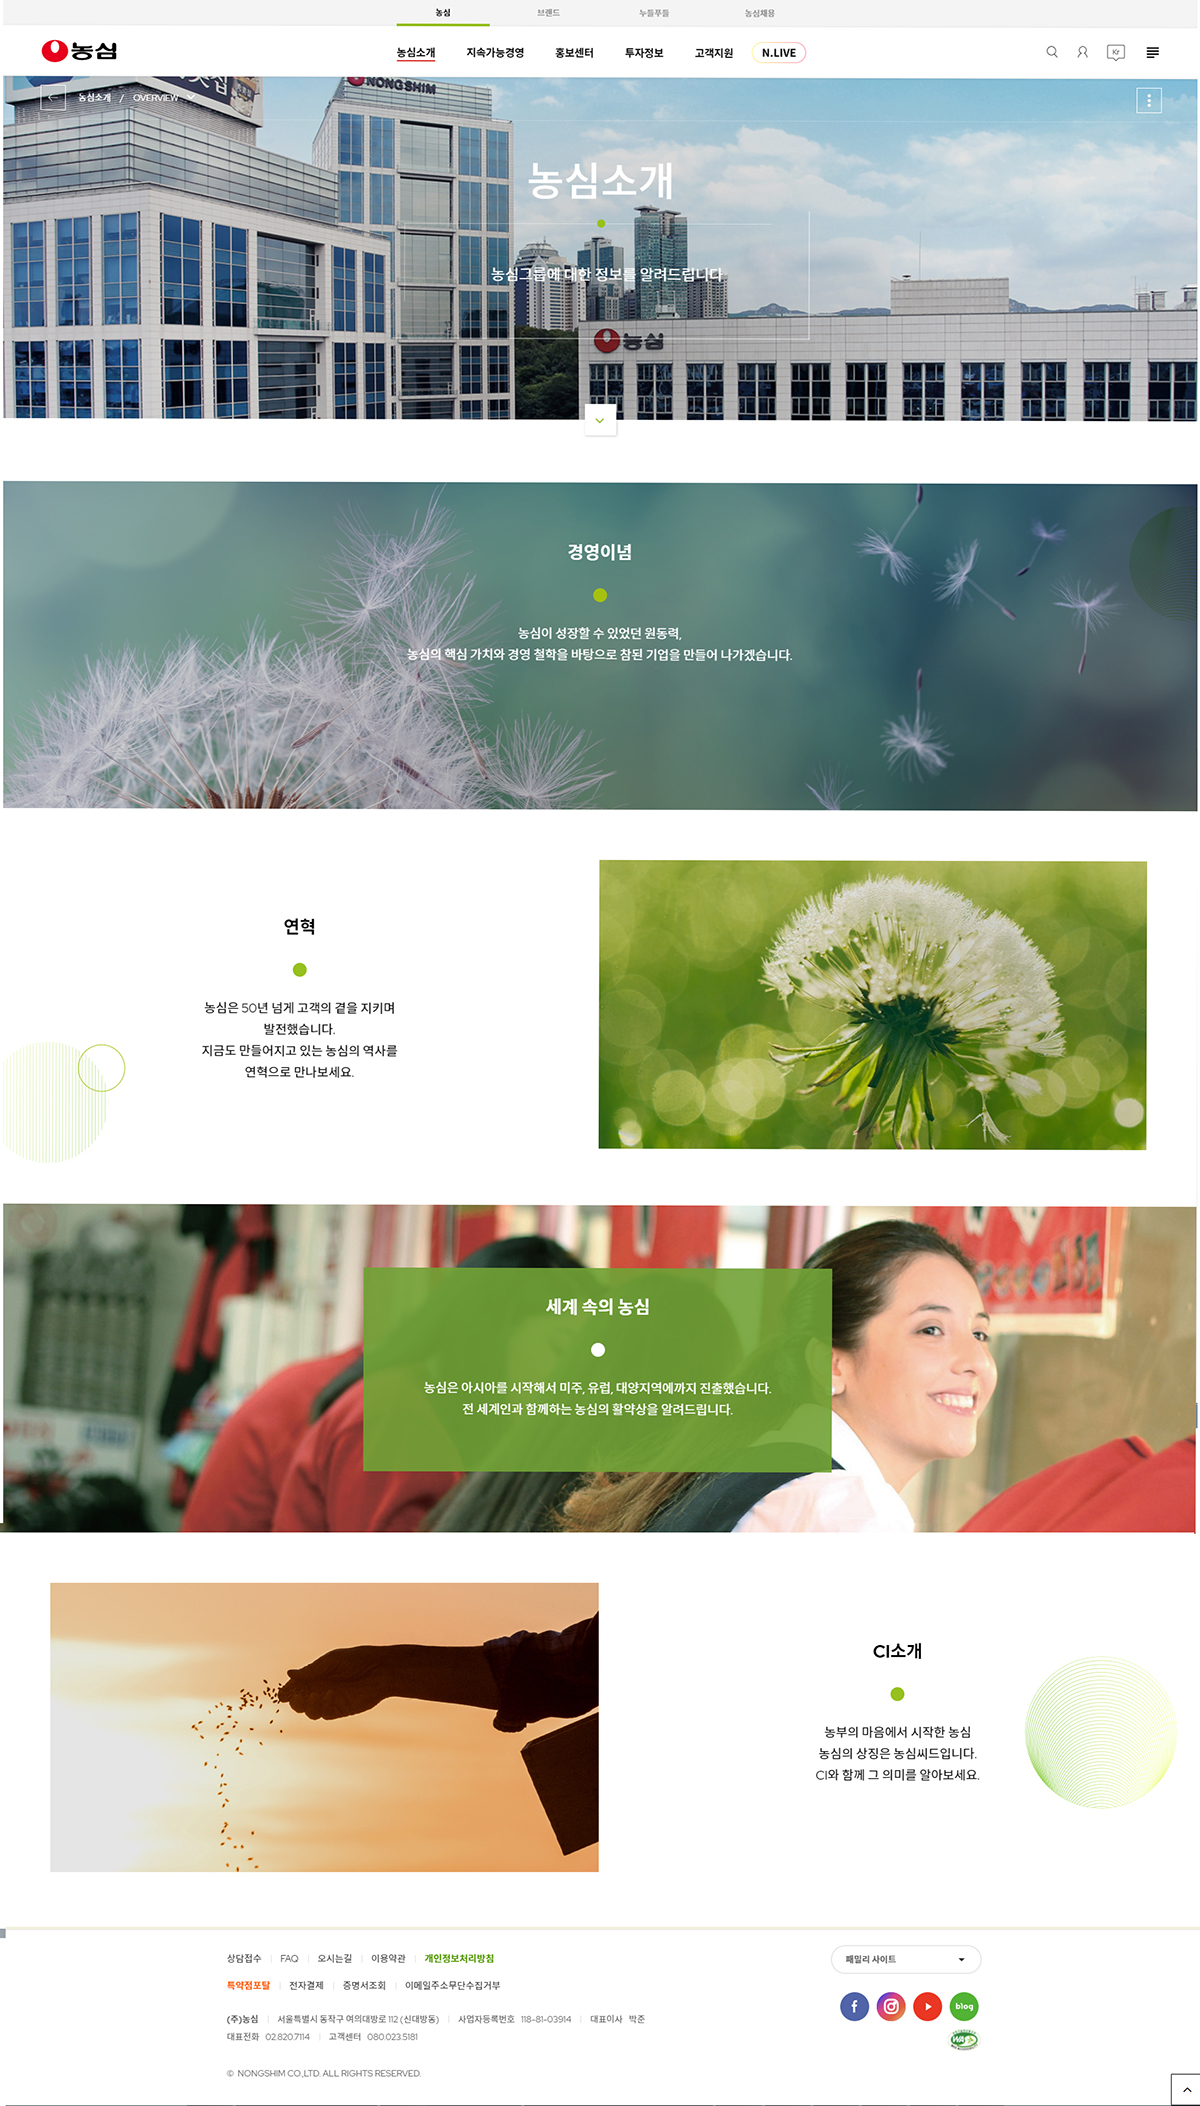 농심 브랜드 누들푸들 농심채용
농심 농심소개 지속가능경영 홍보센터 투자정보 고객지원 N.LIVE Kr
농심소개 / OVERVIEW
NONGSHIM
농심소개
농심그룹에 대한 정보를 알려드립니다.
농심
경영이념
농심이 성장할 수 있었던 원동력,
농심의 핵심 가치와 경영 철학을 바탕으로 참된 기업을 만들어 나가겠습니다.
연혁
농심은 50년 넘게 고객의 곁을 지키며
발전했습니다.
지금도 만들어지고 있는 농심의 역사를
연혁으로 만나보세요.
세계 속의 농심
농심은 아시아를 시작해서 미주, 유럽, 대양지역에까지 진출했습니다.
전 세계인과 함께하는 농심의 활약상을 알려드립니다.
CI소개
농부의 마음에서 시작한 농심
농심의 상징은 농심씨드입니다.
CI와 함께 그 의미를 알아보세요.
상담접수 FAQ 오시는길 이용약관 개인정보처리방침
특약점포탈 전자결제 증명서조회 이메일주소무단수집거부
패밀리 사이트
f blog
WA
(주)농심 서울특별시 동작구 여의대방로 112 (신대방동) 사업자등록번호 118-81-03914 대표이사 박준
대표전화 02.820.7114 고객센터 080.023.5181
© NONGSHIM CO.,LTD. ALL RIGHTS RESERVED.